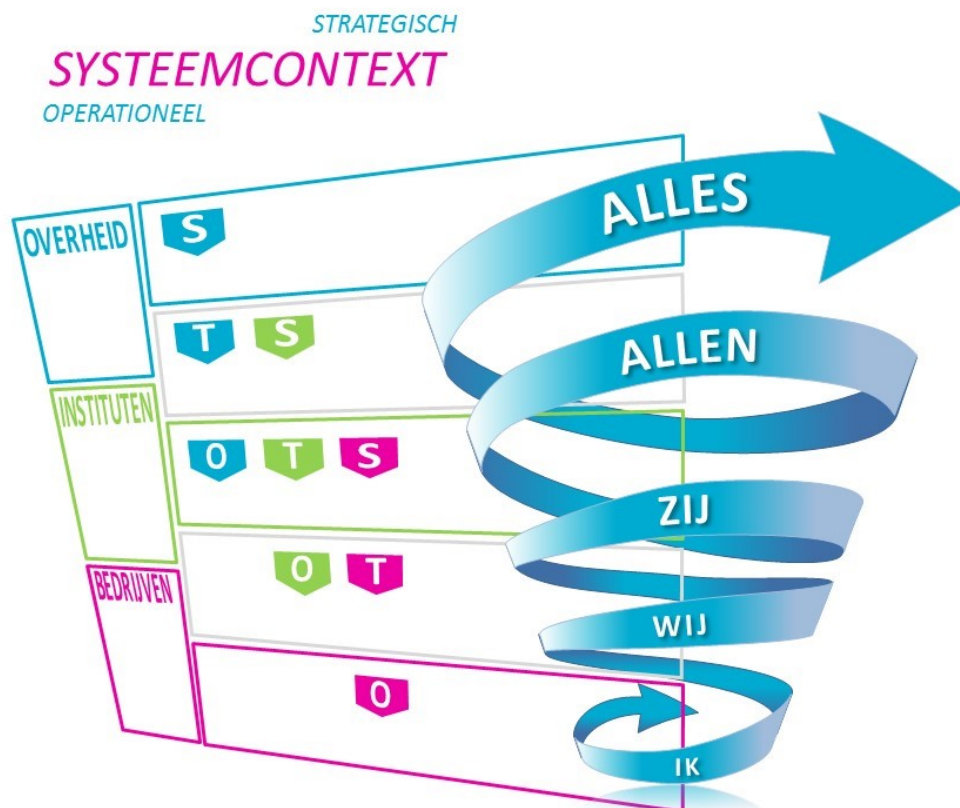 STRATEGISCH
SYSTEEMCONTEXT
OPERATIONEEL
OVERHEID
S
ALLES
T S
ALLEN
INSTITUTEN
O T S
ZIJ
BEDRIJVEN
O T
WIJ
O
IK